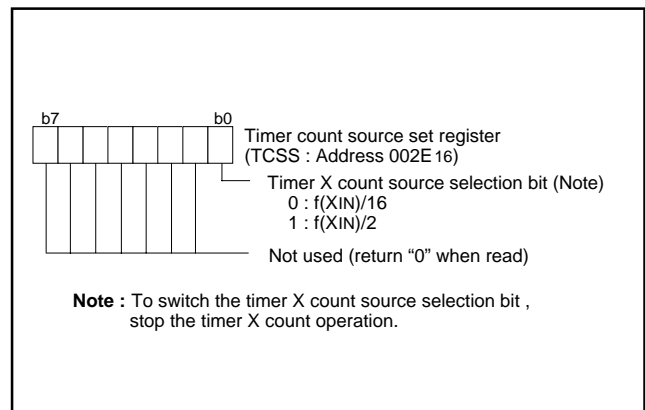 b7 b0
Timer count source set register
(TCSS : Address 002E16)
Timer X count source selection bit (Note)
0 : f(XIN)/16
1 : f(XIN)/2
Not used (return “0” when read)
Note : To switch the timer X count source selection bit ,
stop the timer X count operation.